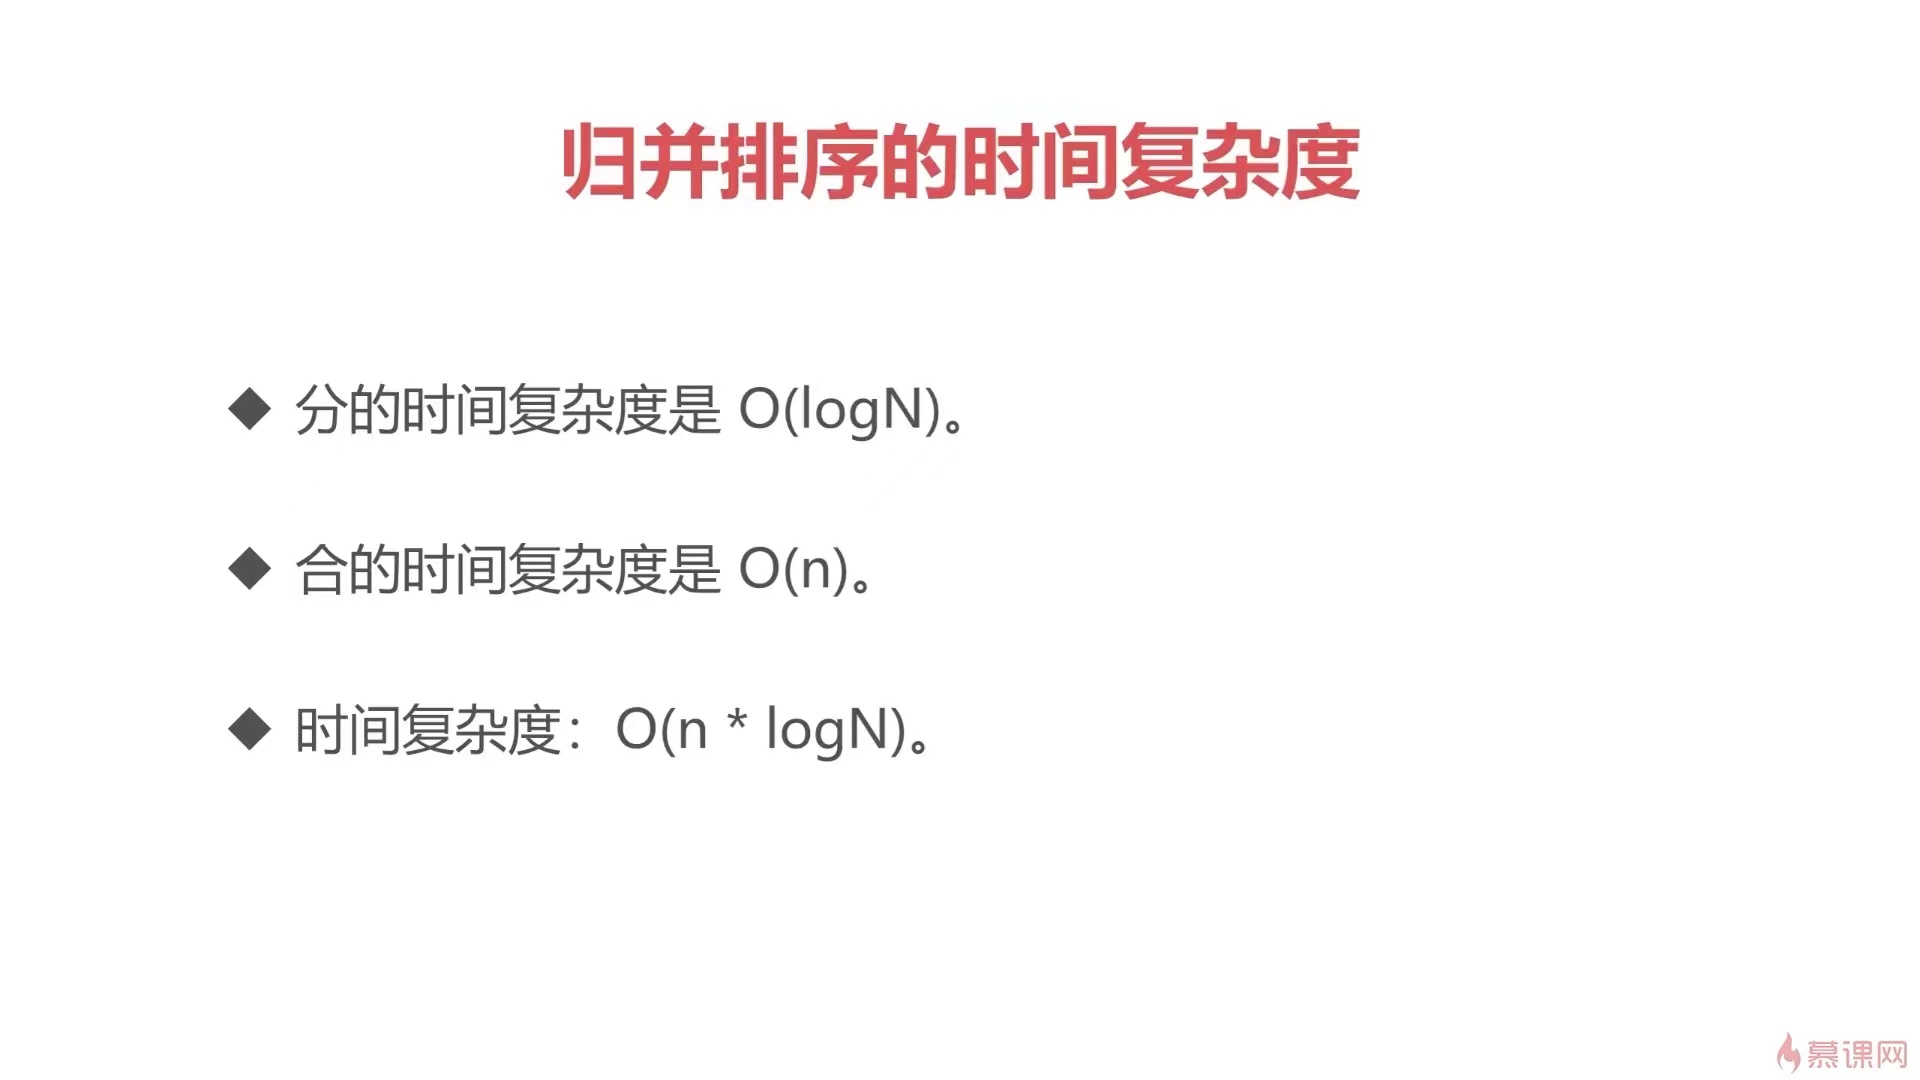 归并排序的时间复杂度
◆ 分的时间复杂度是 O(logN)。
◆ 合的时间复杂度是 O(n)。
◆ 时间复杂度：O(n * logN)。
慕课网